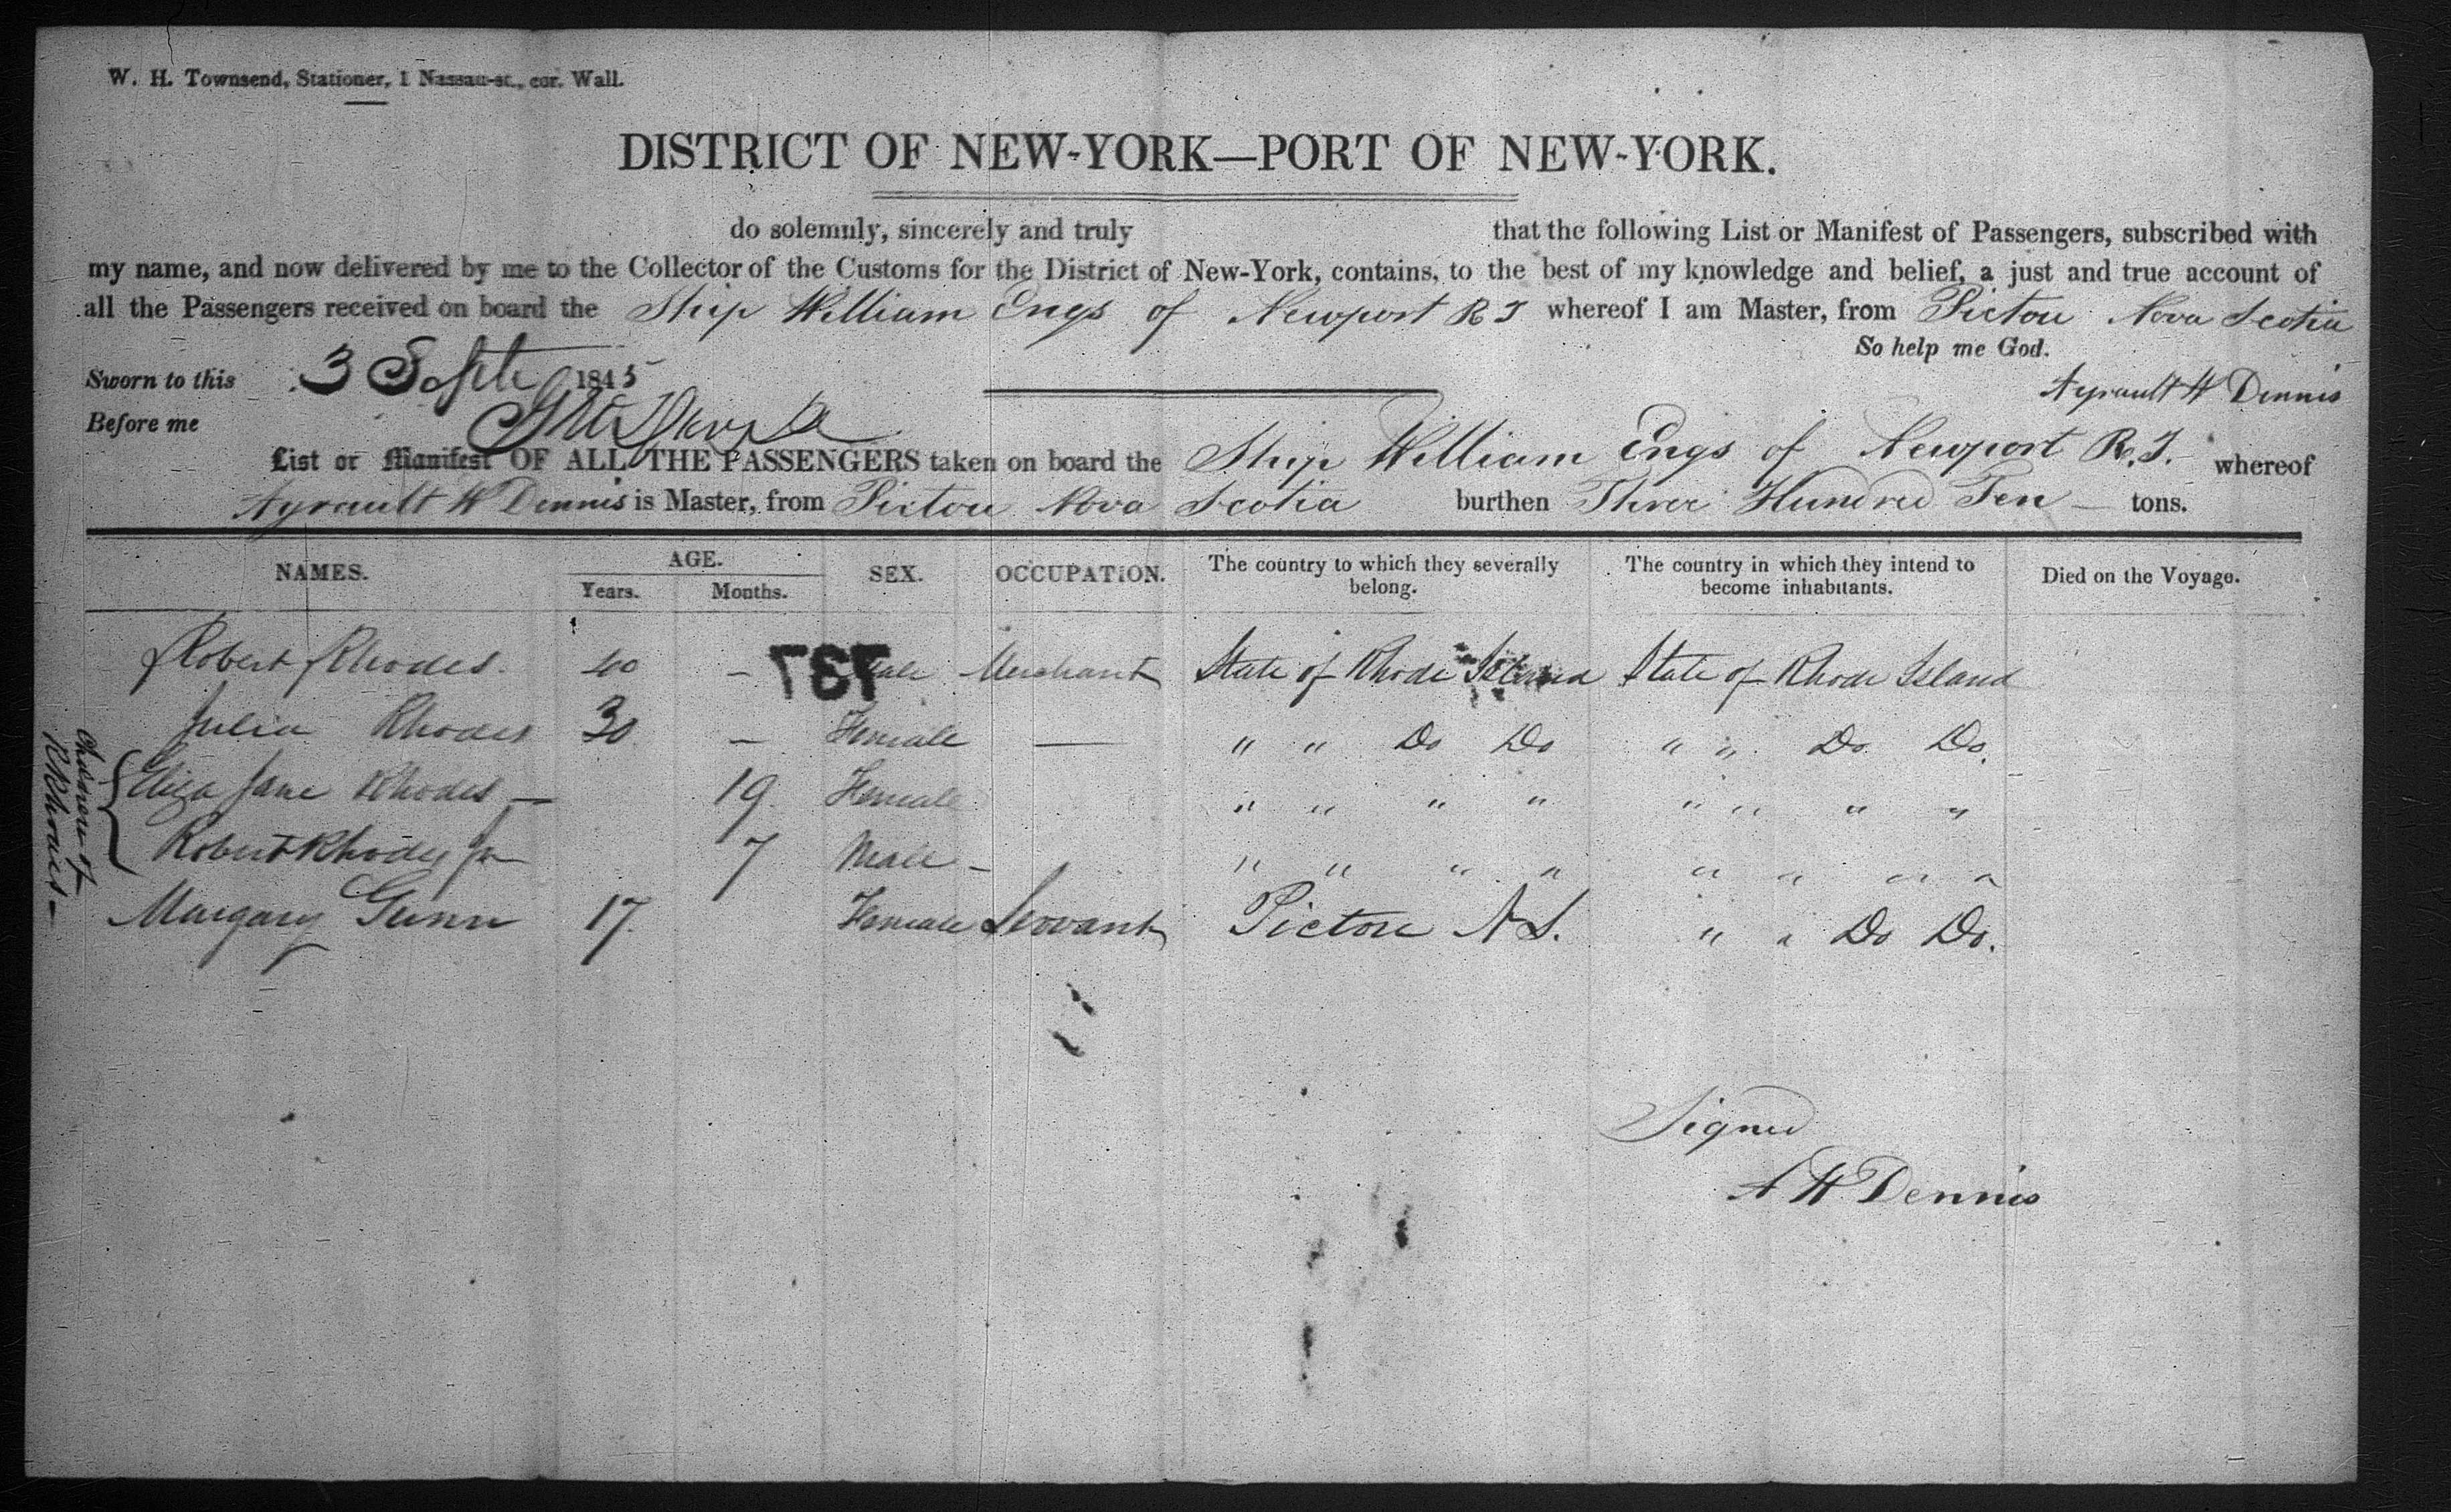 W. H. Townsend, Stationer, 1 Nassau-st., cor. Wall.
DISTRICT OF NEW-YORK—PORT OF NEW-YORK.
do solemnly, sincerely and truly that the following List or Manifest of Passengers, subscribed with
my name, and now delivered by me to the Collector of the Customs for the District of New-York, contains, to the best of my knowledge and belief, a just and true account of
all the Passengers received on board the Ship William Engs of Newport R I whereof I am Master, from Pictou Nova Scotia
So help me God.
Sworn to this 3 Septe 1845
Ayrault H Dennis
Before me
List or Manifest OF ALL THE PASSENGERS taken on board the Ship William Engs of Newport R. I. whereof
Ayrault H Dennis is Master, from Pictou Nova Scotia burthen Three Hundred Ten — tons.
NAMES. AGE. SEX. OCCUPATION. The country to which they severally belong. The country in which they intend to become inhabitants. Died on the Voyage.
Years. Months.
737
Robert Rhodes. 40 – Male Merchant State of Rhode Island State of Rhode Island
Julia Rhodes 30 – Female — " " Do Do " " Do Do.
Eliza Jane Rhodes — 19 Female " " " " " " " "
Robert Rhodes Jr 7 Male – " " " " " " " "
Margary Gunn 17. Female Servant Pictou N S. " " Do Do.
Children of
R Rhodes –
Signed
A H Dennis